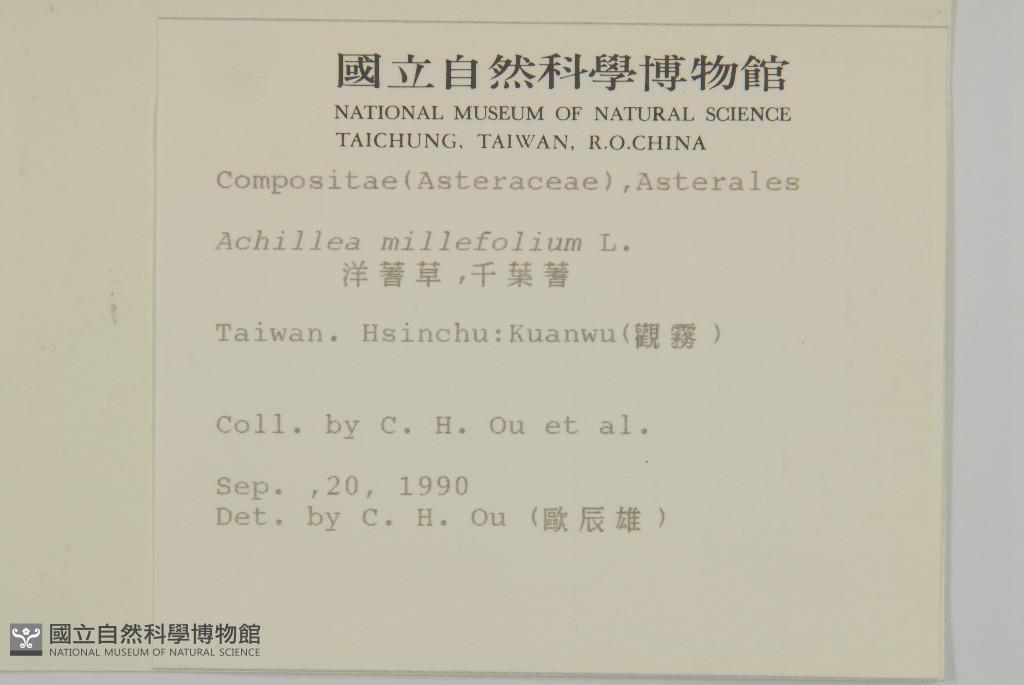 國立自然科學博物館
NATIONAL MUSEUM OF NATURAL SCIENCE
TAICHUNG, TAIWAN, R.O.CHINA
Compositae(Asteraceae),Asterales
Achillea millefolium L.
洋蓍草,千葉蓍
Taiwan. Hsinchu:Kuanwu(觀霧)
Coll. by C. H. Ou et al.
Sep. ,20, 1990
Det. by C. H. Ou (歐辰雄)
國立自然科學博物館
NATIONAL MUSEUM OF NATURAL SCIENCE